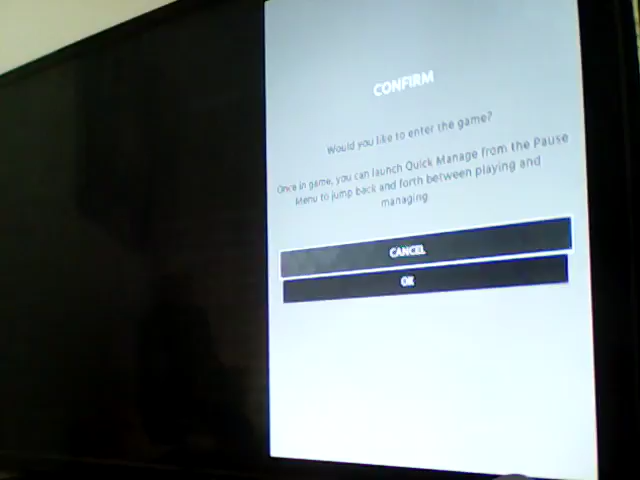 CONFIRM
Would you like to enter the game?
Once in game, you can launch Quick Manage from the Pause
Menu to jump back and forth between playing and
managing.
CANCEL
OK